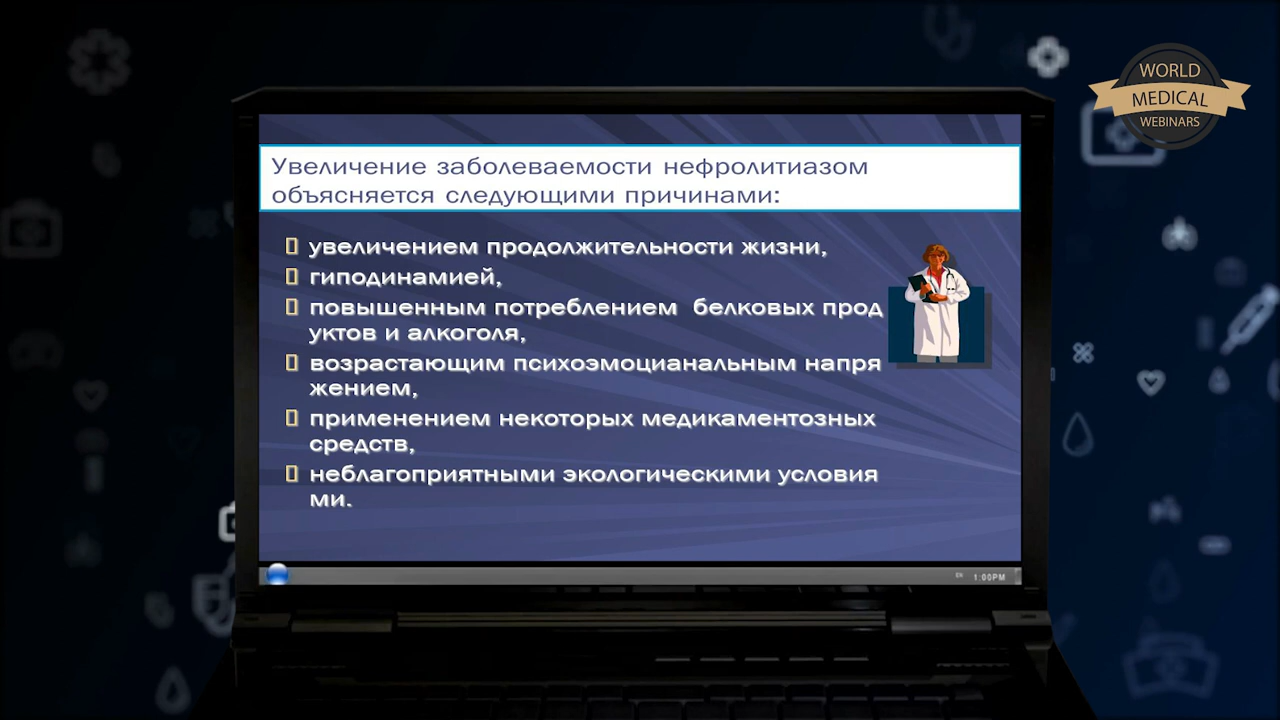 WORLD
MEDICAL
WEBINARS
Увеличение заболеваемости нефролитиазом
объясняется следующими причинами:
увеличением продолжительности жизни,
гиподинамией,
повышенным потреблением белковых прод
уктов и алкоголя,
возрастающим психоэмоцианальным напря
жением,
применением некоторых медикаментозных
средств,
неблагоприятными экологическими условия
ми.
EN 1:00PM